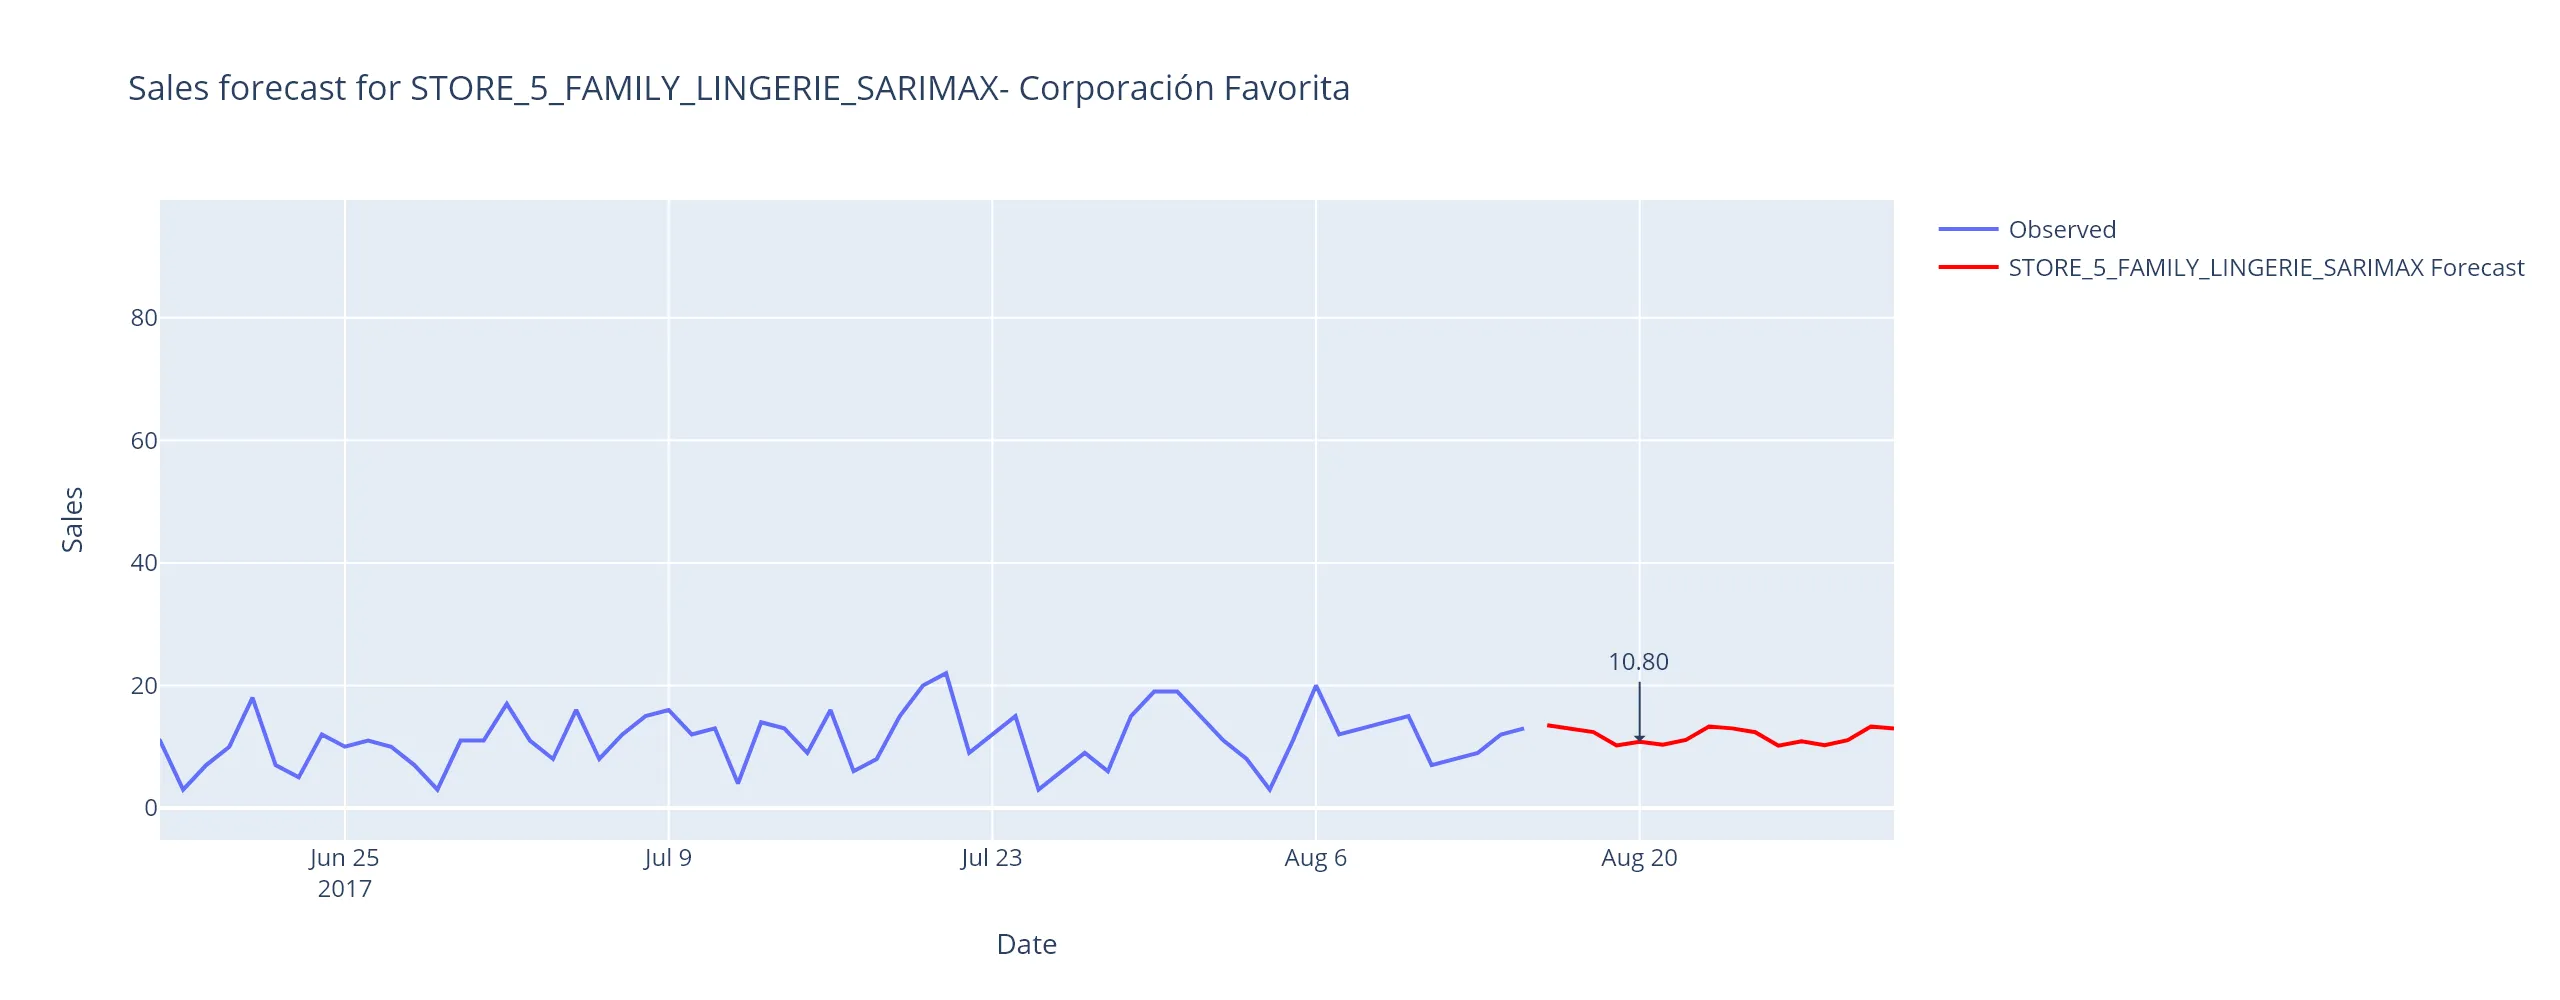 Sales forecast for STORE_5_FAMILY_LINGERIE_SARIMAX- Corporación Favorita
Observed
STORE_5_FAMILY_LINGERIE_SARIMAX Forecast
80
60
40
20
0
Sales
10.80
Jun 25
2017
Jul 9
Jul 23
Aug 6
Aug 20
Date